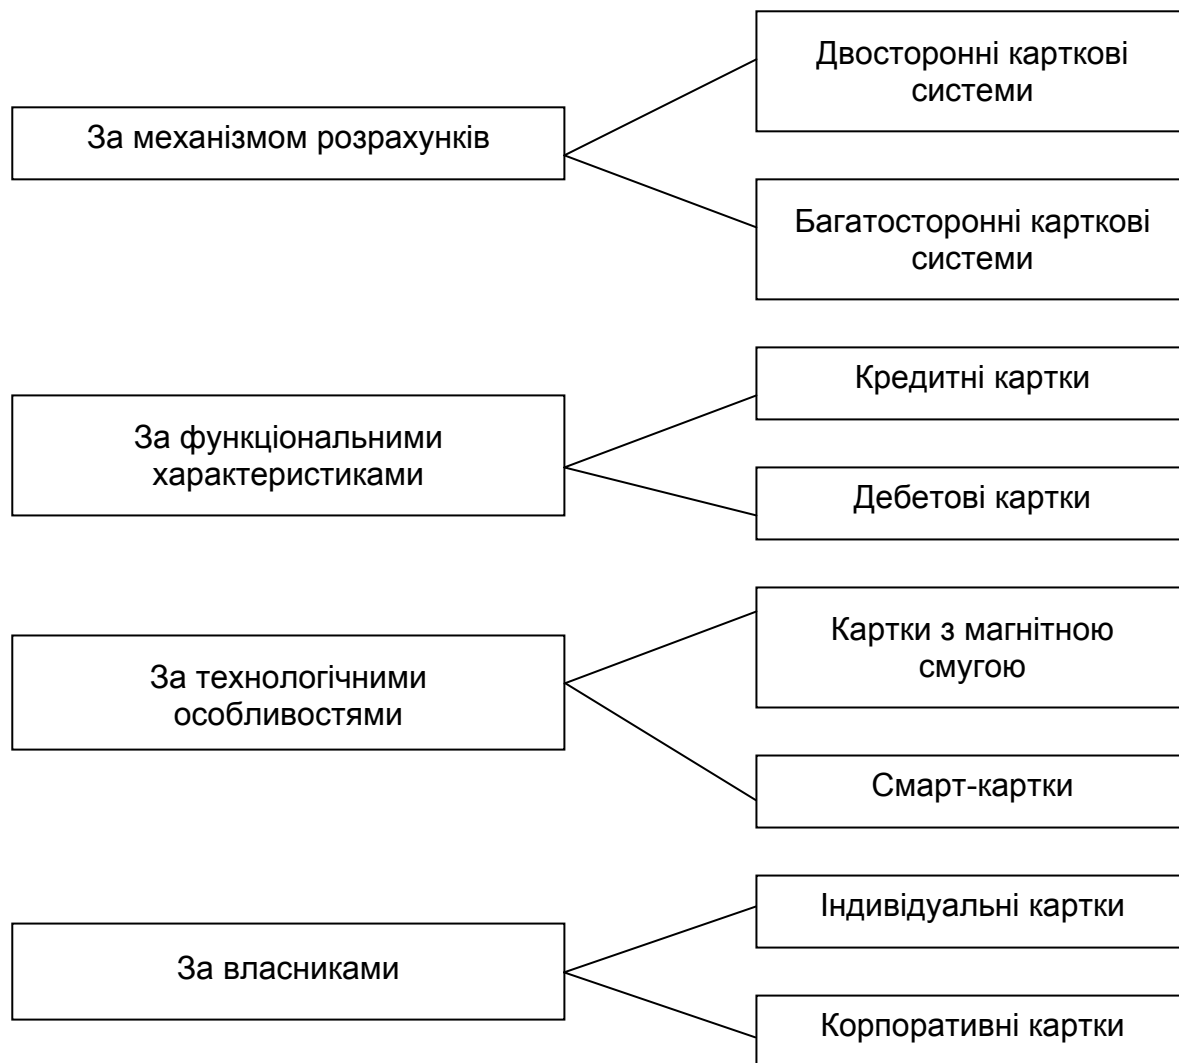 За механізмом розрахунків
Двосторонні карткові
системи
Багатосторонні карткові
системи
За функціональними
характеристиками
Кредитні картки
Дебетові картки
За технологічними
особливостями
Картки з магнітною
смугою
Смарт-картки
За власниками
Індивідуальні картки
Корпоративні картки